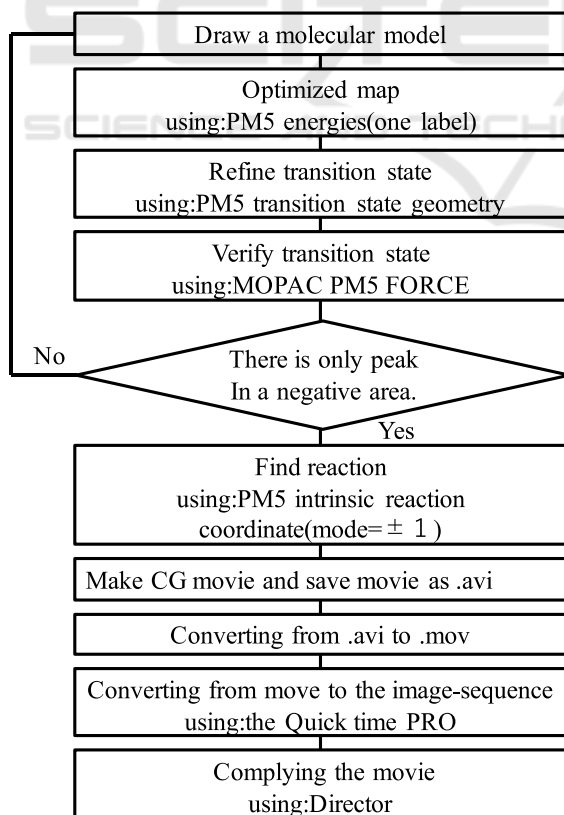 Draw a molecular model
Optimized map
using:PM5 energies(one label)
Refine transition state
using:PM5 transition state geometry
Verify transition state
using:MOPAC PM5 FORCE
No
There is only peak
In a negative area.
Yes
Find reaction
using:PM5 intrinsic reaction
coordinate(mode=± 1)
Make CG movie and save movie as .avi
Converting from .avi to .mov
Converting from move to the image-sequence
using:the Quick time PRO
Complying the movie
using:Director